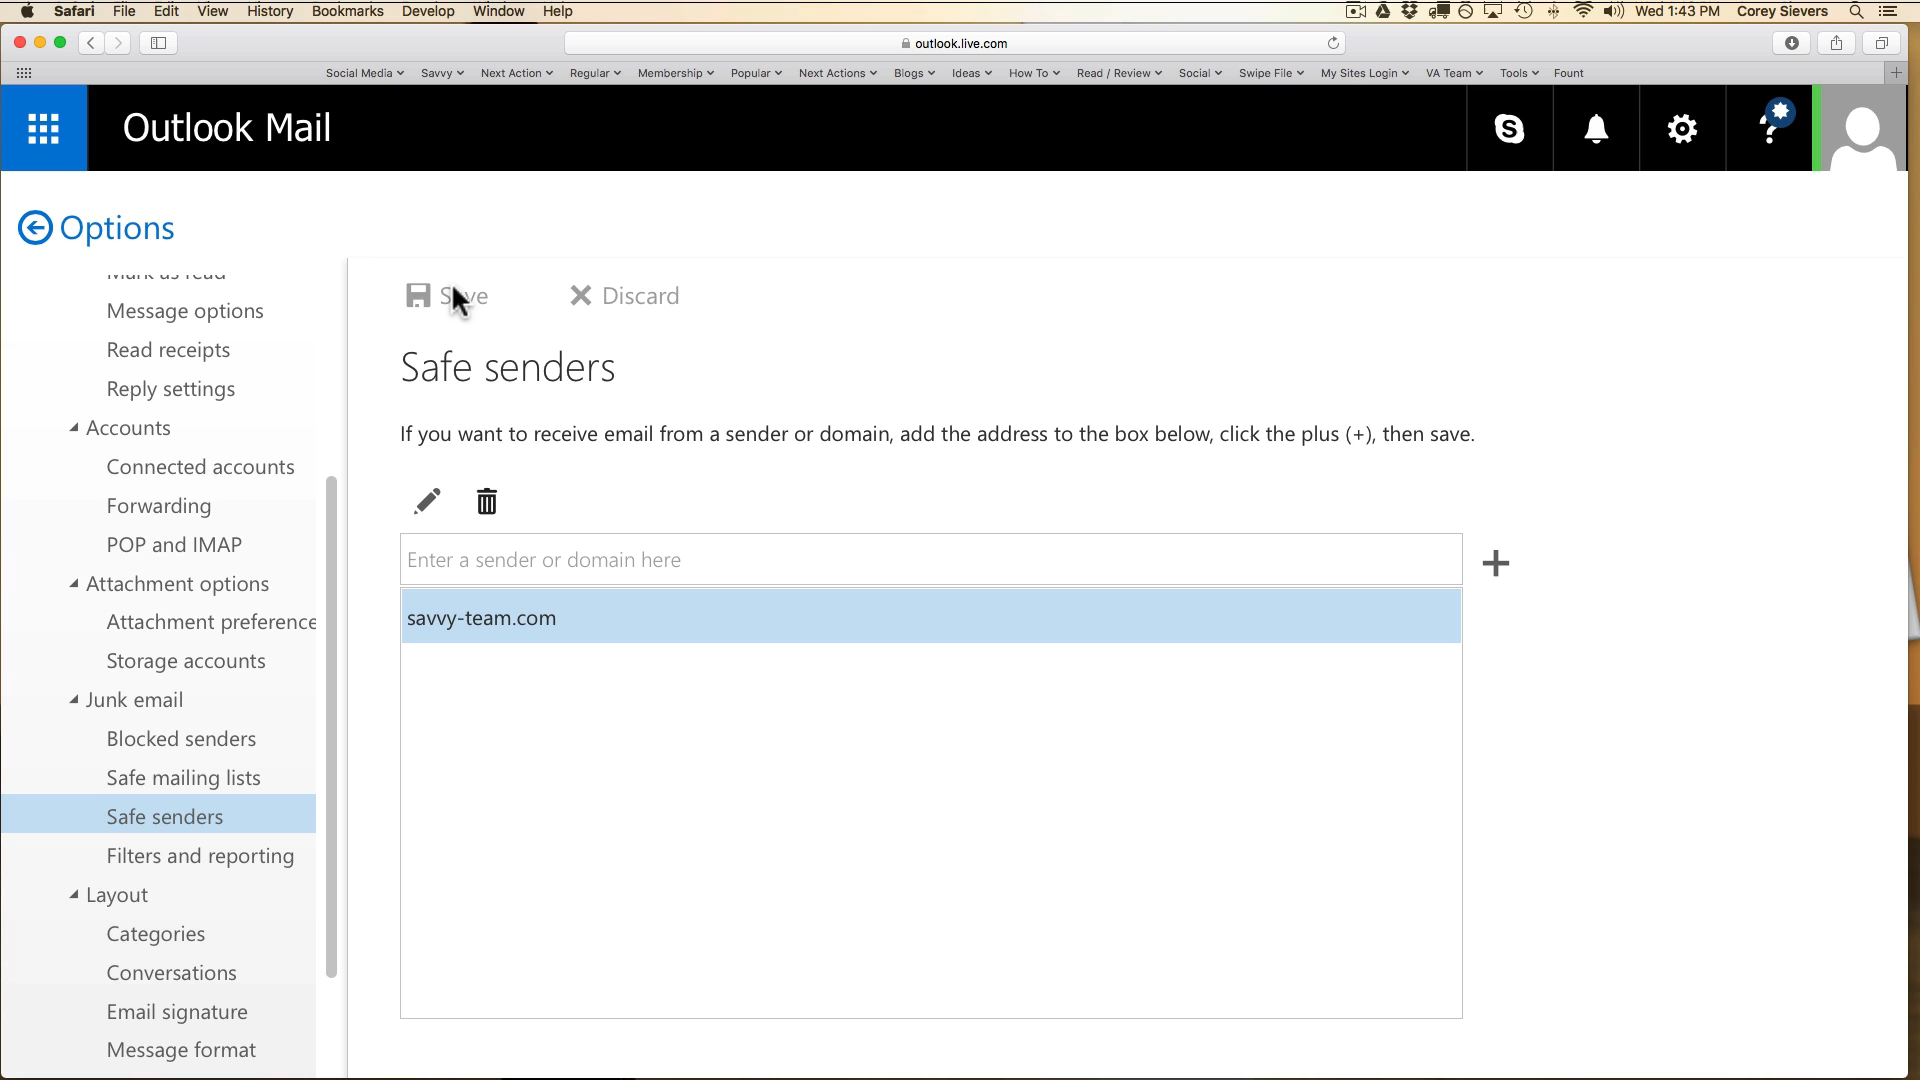 Safari File Edit View History Bookmarks Develop Window Help Wed 1:43 PM Corey Sievers
outlook.live.com
Social Media Savvy Next Action Regular Membership Popular Next Actions Blogs Ideas How To Read / Review Social Swipe File My Sites Login VA Team Tools Fount
Outlook Mail
Options
Mark as read
Message options
Read receipts
Reply settings
Accounts
Connected accounts
Forwarding
POP and IMAP
Attachment options
Attachment preference
Storage accounts
Junk email
Blocked senders
Safe mailing lists
Safe senders
Filters and reporting
Layout
Categories
Conversations
Email signature
Message format
Save Discard
Safe senders
If you want to receive email from a sender or domain, add the address to the box below, click the plus (+), then save.
Enter a sender or domain here
savvy-team.com